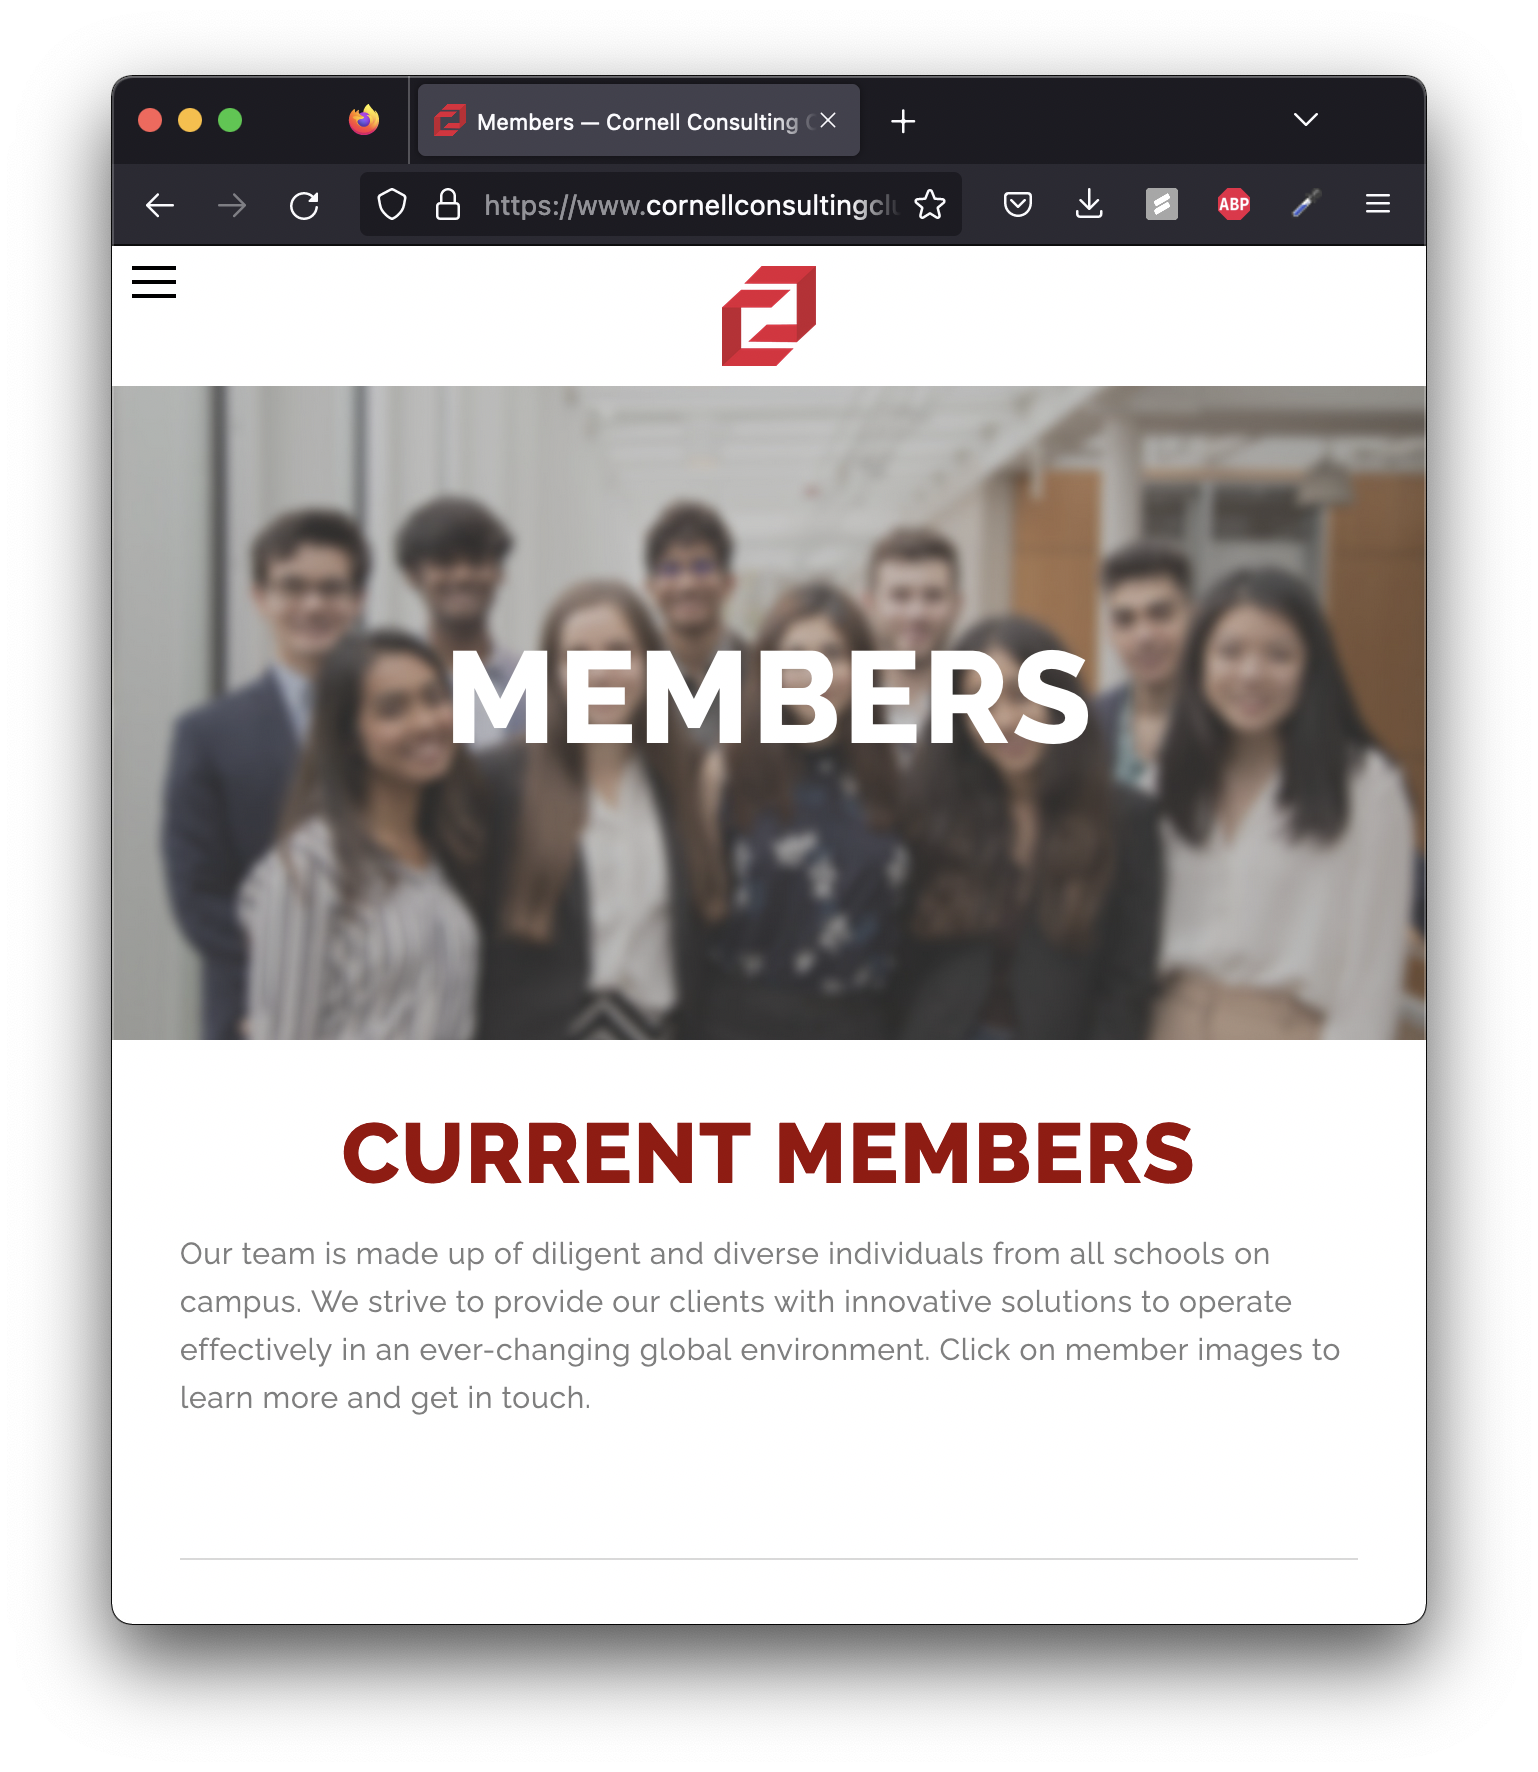 Members — Cornell Consulting
https://www.cornellconsultingcl
ABP
MEMBERS
CURRENT MEMBERS
Our team is made up of diligent and diverse individuals from all schools on
campus. We strive to provide our clients with innovative solutions to operate
effectively in an ever-changing global environment. Click on member images to
learn more and get in touch.